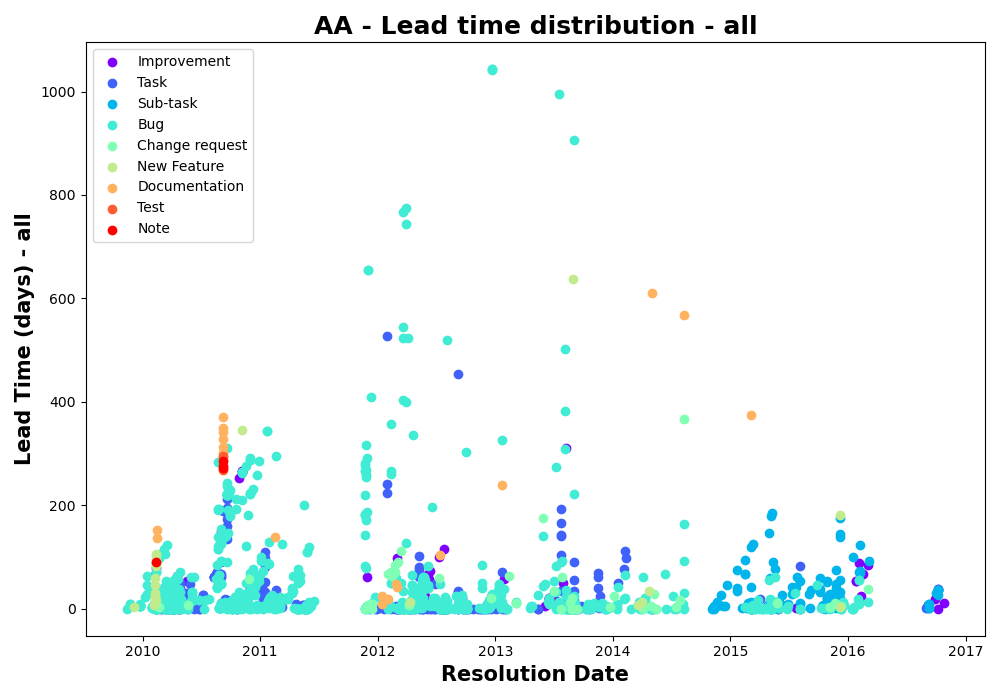 AA - Lead time distribution - all
Improvement
Task
Sub-task
Bug
Change request
New Feature
Documentation
Test
Note
Lead Time (days) - all
1000
800
600
400
200
0
2010 2011 2012 2013 2014 2015 2016 2017
Resolution Date